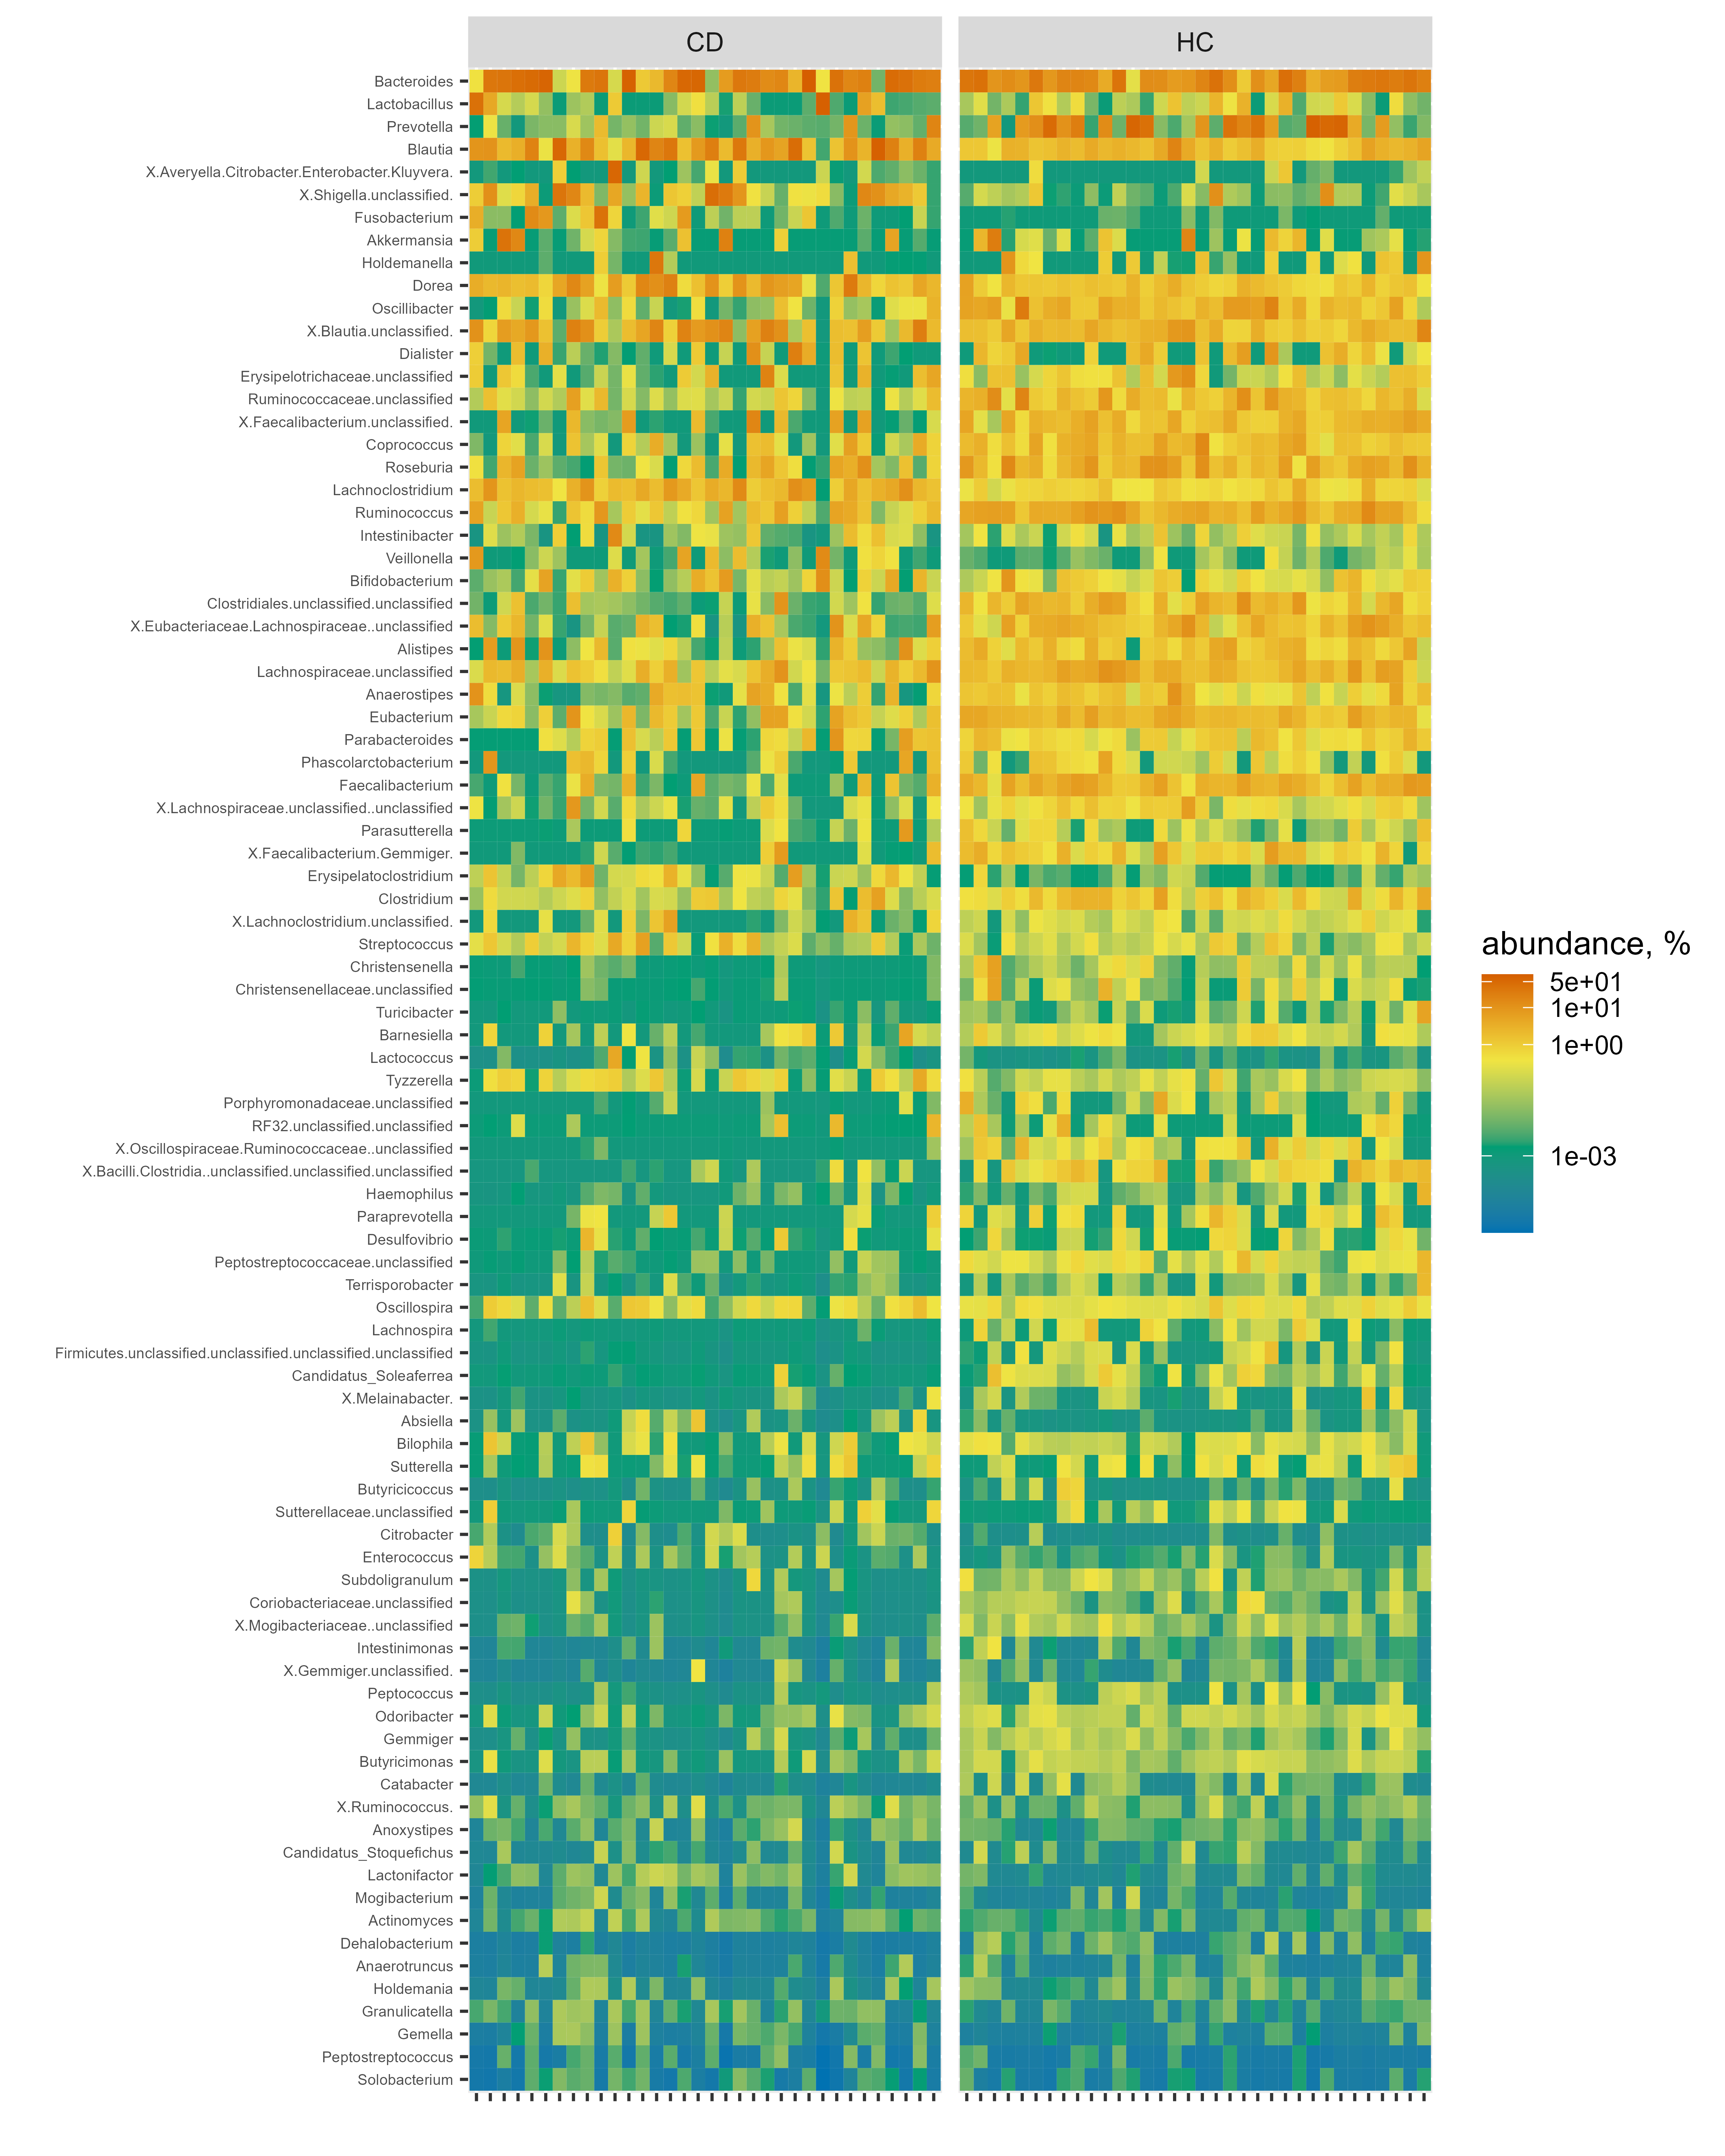 CD
HC
Bacteroides
Lactobacillus
Prevotella
Blautia
X.Averyella.Citrobacter.Enterobacter.Kluyvera.
X.Shigella.unclassified.
Fusobacterium
Akkermansia
Holdemanella
Dorea
Oscillibacter
X.Blautia.unclassified.
Dialister
Erysipelotrichaceae.unclassified
Ruminococcaceae.unclassified
X.Faecalibacterium.unclassified.
Coprococcus
Roseburia
Lachnoclostridium
Ruminococcus
Intestinibacter
Veillonella
Bifidobacterium
Clostridiales.unclassified.unclassified
X.Eubacteriaceae.Lachnospiraceae..unclassified
Alistipes
Lachnospiraceae.unclassified
Anaerostipes
Eubacterium
Parabacteroides
Phascolarctobacterium
Faecalibacterium
X.Lachnospiraceae.unclassified..unclassified
Parasutterella
X.Faecalibacterium.Gemmiger.
Erysipelatoclostridium
Clostridium
X.Lachnoclostridium.unclassified.
Streptococcus
Christensenella
Christensenellaceae.unclassified
Turicibacter
Barnesiella
Lactococcus
Tyzzerella
Porphyromonadaceae.unclassified
RF32.unclassified.unclassified
X.Oscillospiraceae.Ruminococcaceae..unclassified
X.Bacilli.Clostridia..unclassified.unclassified.unclassified
Haemophilus
Paraprevotella
Desulfovibrio
Peptostreptococcaceae.unclassified
Terrisporobacter
Oscillospira
Lachnospira
Firmicutes.unclassified.unclassified.unclassified.unclassified
Candidatus_Soleaferrea
X.Melainabacter.
Absiella
Bilophila
Sutterella
Butyricicoccus
Sutterellaceae.unclassified
Citrobacter
Enterococcus
Subdoligranulum
Coriobacteriaceae.unclassified
X.Mogibacteriaceae..unclassified
Intestinimonas
X.Gemmiger.unclassified.
Peptococcus
Odoribacter
Gemmiger
Butyricimonas
Catabacter
X.Ruminococcus.
Anoxystipes
Candidatus_Stoquefichus
Lactonifactor
Mogibacterium
Actinomyces
Dehalobacterium
Anaerotruncus
Holdemania
Granulicatella
Gemella
Peptostreptococcus
Solobacterium
abundance, %
5e+01
1e+01
1e+00
1e-03